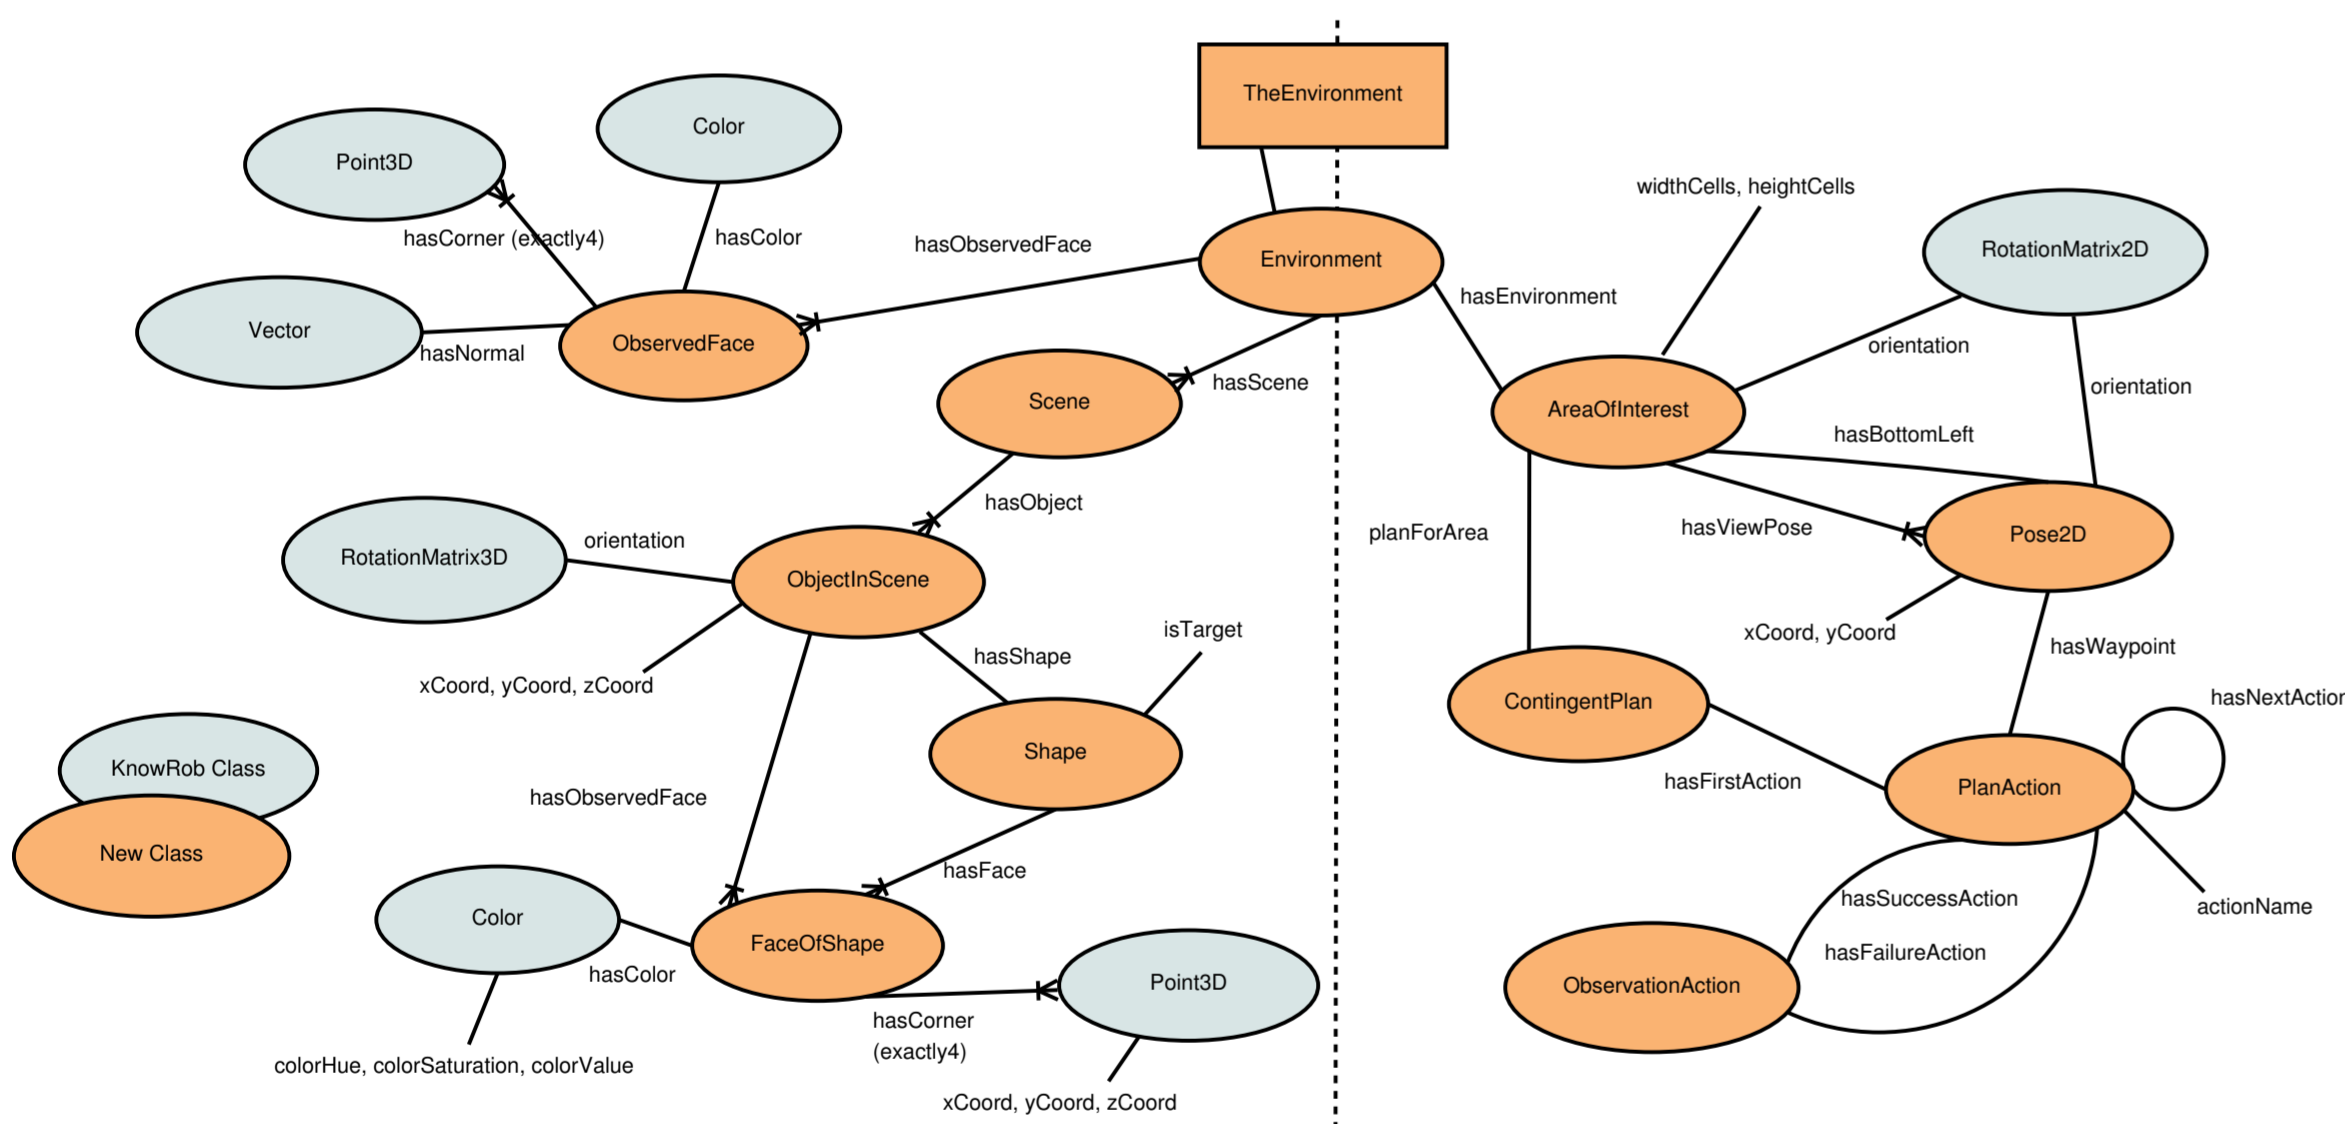 TheEnvironment
Color
Point3D
widthCells, heightCells
hasCorner (exactly4)
hasColor
hasObservedFace
Environment
RotationMatrix2D
hasEnvironment
Vector
hasNormal
ObservedFace
orientation
hasScene
Scene
orientation
AreaOfInterest
hasBottomLeft
hasObject
planForArea
hasViewPose
Pose2D
orientation
RotationMatrix3D
ObjectInScene
isTarget
xCoord, yCoord
hasWaypoint
hasShape
xCoord, yCoord, zCoord
ContingentPlan
hasNextAction
Shape
KnowRob Class
hasFirstAction
PlanAction
hasObservedFace
New Class
hasFace
hasSuccessAction
actionName
Color
FaceOfShape
hasFailureAction
hasColor
Point3D
ObservationAction
hasCorner
(exactly4)
colorHue, colorSaturation, colorValue
xCoord, yCoord, zCoord